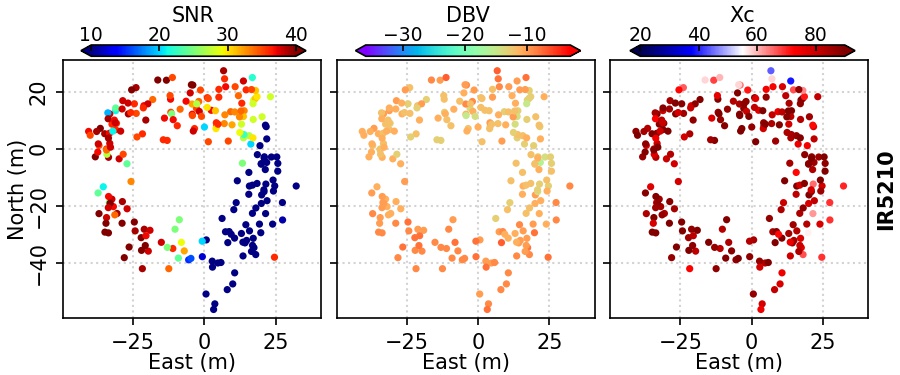 SNR DBV Xc
10 20 30 40 −30 −20 −10 20 40 60 80
20
0
−20
−40
North (m)
−25 0 25 −25 0 25 −25 0 25
East (m) East (m) East (m)
IR5210